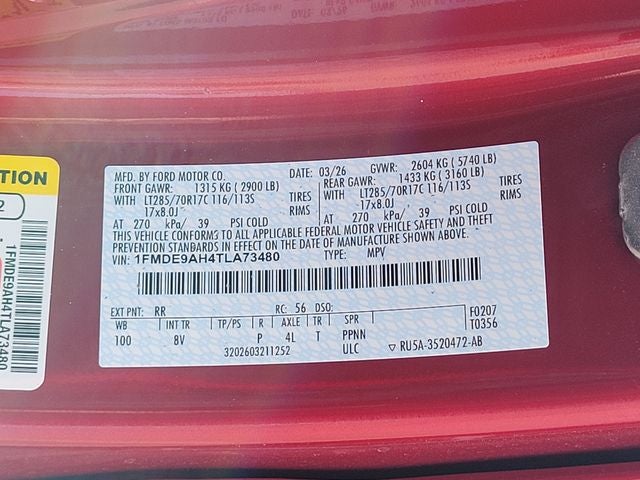 MFD. BY FORD MOTOR CO.
DATE: 03/26 GVWR: 2604 KG ( 5740 LB)
FRONT GAWR: 1315 KG ( 2900 LB)
REAR GAWR: 1433 KG ( 3160 LB)
WITH LT285/70R17C 116/113S TIRES
WITH LT285/70R17C 116/113S TIRES
17x8.0J RIMS
17x8.0J RIMS
AT 270 kPa/ 39 PSI COLD
AT 270 kPa/ 39 PSI COLD
THIS VEHICLE CONFORMS TO ALL APPLICABLE FEDERAL MOTOR VEHICLE SAFETY AND THEFT
PREVENTION STANDARDS IN EFFECT ON THE DATE OF MANUFACTURE SHOWN ABOVE.
VIN: 1FMDE9AH4TLA73480 TYPE: MPV
EXT PNT: RR RC: 56 DSO: F0207
WB INT TR TP/PS R AXLE TR SPR T0356
100 8V P 4L T PPNN
3202603211252 ULC RU5A-3520472-AB
TION
2
1FMDE9AH4TLA73480